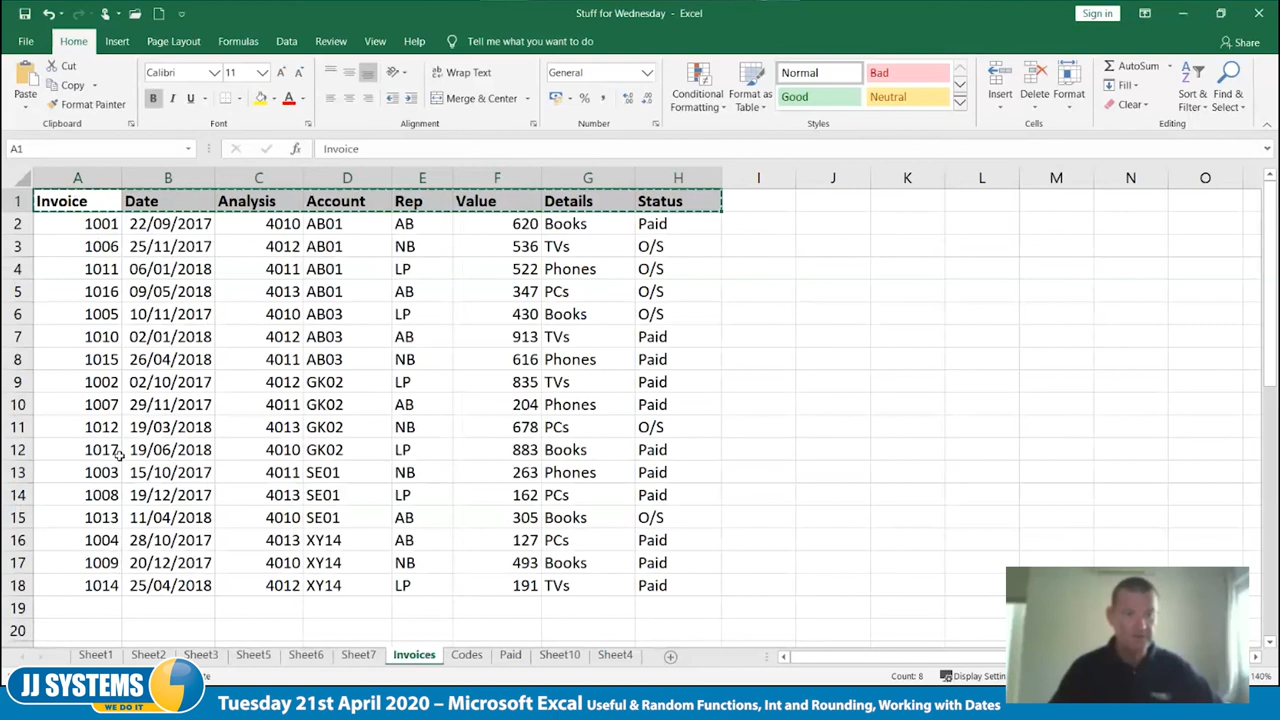 Stuff for Wednesday - Excel
Sign in
File Home Insert Page Layout Formulas Data Review View Help Tell me what you want to do
Share
Paste
Cut
Copy
Format Painter
Clipboard
Calibri 11 A A
B I U A
Font
Wrap Text
Merge & Center
Alignment
General
%
Number
Conditional Formatting
Format as Table
Normal Bad
Good Neutral
Styles
Insert Delete Format
Cells
AutoSum
Fill
Clear
Sort & Filter
Find & Select
Editing
A1 fx Invoice
A B C D E F G H I J K L M N O
1 Invoice Date Analysis Account Rep Value Details Status
2 1001 22/09/2017 4010 AB01 AB 620 Books Paid
3 1006 25/11/2017 4012 AB01 NB 536 TVs O/S
4 1011 06/01/2018 4011 AB01 LP 522 Phones O/S
5 1016 09/05/2018 4013 AB01 AB 347 PCs O/S
6 1005 10/11/2017 4010 AB03 LP 430 Books O/S
7 1010 02/01/2018 4012 AB03 AB 913 TVs Paid
8 1015 26/04/2018 4011 AB03 NB 616 Phones Paid
9 1002 02/10/2017 4012 GK02 LP 835 TVs Paid
10 1007 29/11/2017 4011 GK02 AB 204 Phones Paid
11 1012 19/03/2018 4013 GK02 NB 678 PCs O/S
12 1017 19/06/2018 4010 GK02 LP 883 Books Paid
13 1003 15/10/2017 4011 SE01 NB 263 Phones Paid
14 1008 19/12/2017 4013 SE01 LP 162 PCs Paid
15 1013 11/04/2018 4010 SE01 AB 305 Books O/S
16 1004 28/10/2017 4013 XY14 AB 127 PCs Paid
17 1009 20/12/2017 4010 XY14 NB 493 Books Paid
18 1014 25/04/2018 4012 XY14 LP 191 TVs Paid
19
20
Sheet1 Sheet2 Sheet3 Sheet5 Sheet6 Sheet7 Invoices Codes Paid Sheet10 Sheet4
Count: 8 Display Settin 140%
JJ SYSTEMS
WE DO IT
Tuesday 21st April 2020 – Microsoft Excal Useful & Random Functions, Int and Rounding, Working with Dates